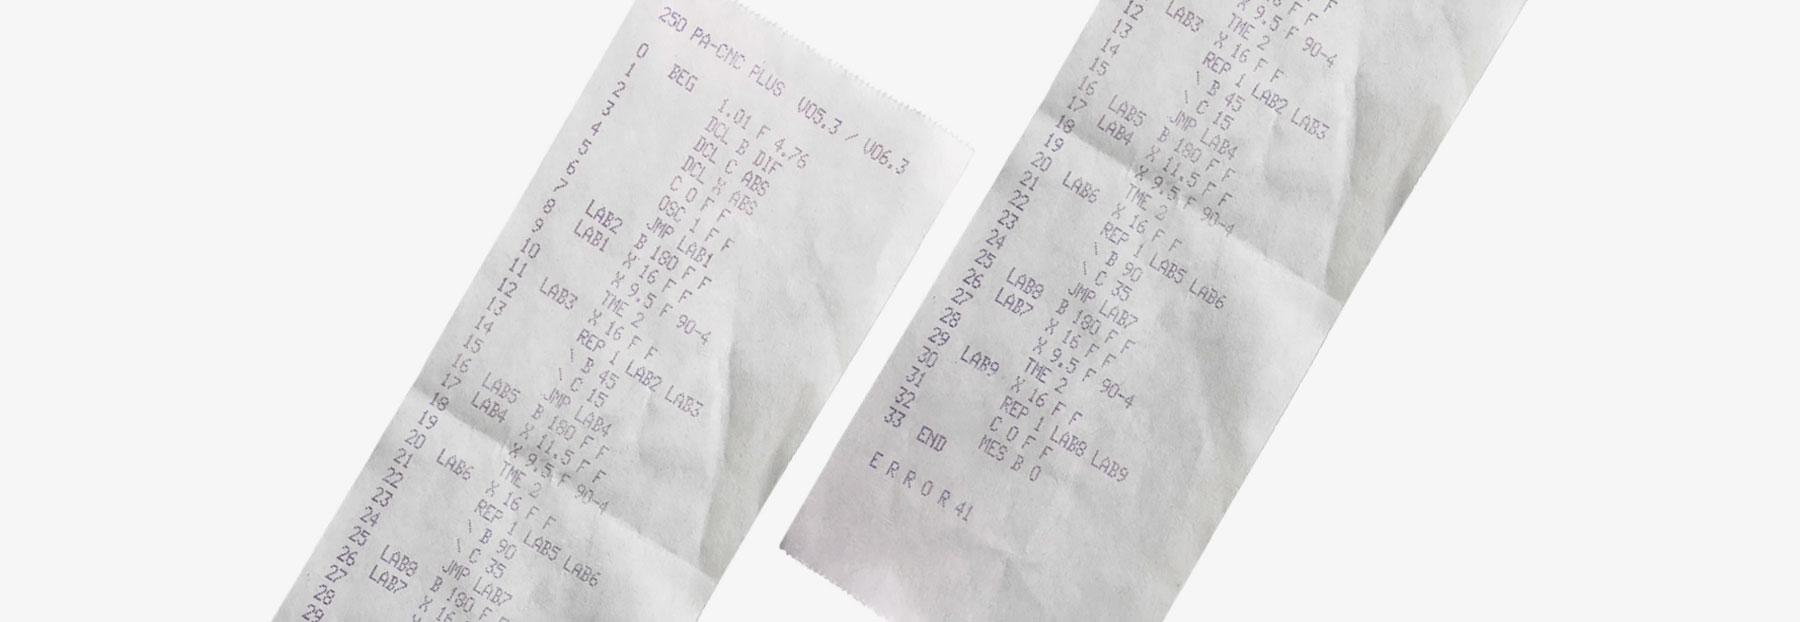 250 PA-CNC PLUS V05.3 / V06.3
0 BEG 1.01 F 4.76
1 DCL B DIF
2 DCL C ABS
3 DCL X ABS
4 C 0 F F
5 OSC 1 F F
6 JMP LAB1
7 LAB2 B 180 F F
8 LAB1 X 16 F F
9 X 9.5 F 90-4
10 TME 2
11 LAB3 X 16 F F
12 REP 1 LAB2 LAB3
13 \ B 45
14 \ C 15
15 JMP LAB4
16 LAB5 B 180 F F
17 LAB4 X 11.5 F F
18 X 9.5 F 90-4
19 TME 2
20 LAB6 X 16 F F
21 REP 1 LAB5 LAB6
22 \ B 90
23 \ C 35
24 JMP LAB7
25 LAB8 B 180 F
26 LAB7 X 16
27
28
29
F F
X 9.5 F 90-4
TME 2
LAB3 X 16 F F
12 REP 1 LAB2 LAB3
13 \ B 45
14 \ C 15
15 JMP LAB4
16 LAB5 B 180 F F
17 LAB4 X 11.5 F F
18 X 9.5 F 90-4
19 TME 2
20 LAB6 X 16 F F
21 REP 1 LAB5 LAB6
22 \ B 90
23 \ C 35
24 JMP LAB7
25 LAB8 B 180 F F
26 LAB7 X 16 F F
27 X 9.5 F 90-4
28 TME 2
29 LAB9 X 16 F F
30 REP 1 LAB8 LAB9
31 C 0 F F
32 MES B 0
33 END
E R R O R 41